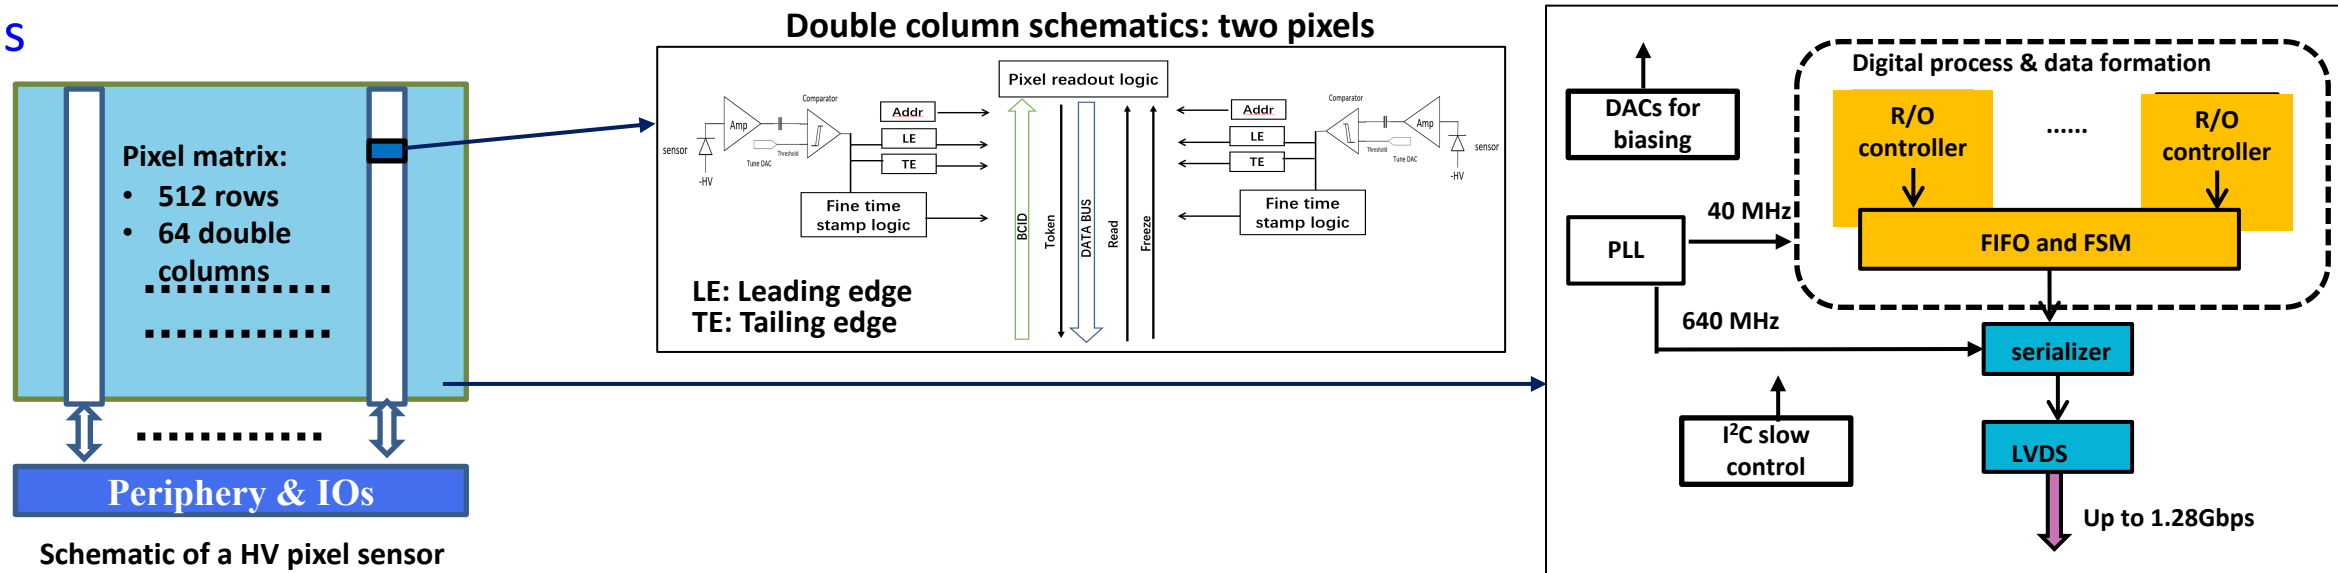 s
Pixel matrix:
• 512 rows
• 64 double
columns
Periphery & IOs
Schematic of a HV pixel sensor
Double column schematics: two pixels
Pixel readout logic
Comparator
Amp
sensor
Threshold
Tune DAC
-HV
Addr
LE
TE
Fine time
stamp logic
BCID
Token
DATA BUS
Read
Freeze
Addr
LE
TE
Fine time
stamp logic
Comparator
Amp
sensor
Threshold
Tune DAC
-HV
LE: Leading edge
TE: Tailing edge
DACs for
biasing
Digital process & data formation
R/O
controller
......
R/O
controller
FIFO and FSM
PLL
40 MHz
640 MHz
serializer
I²C slow
control
LVDS
Up to 1.28Gbps